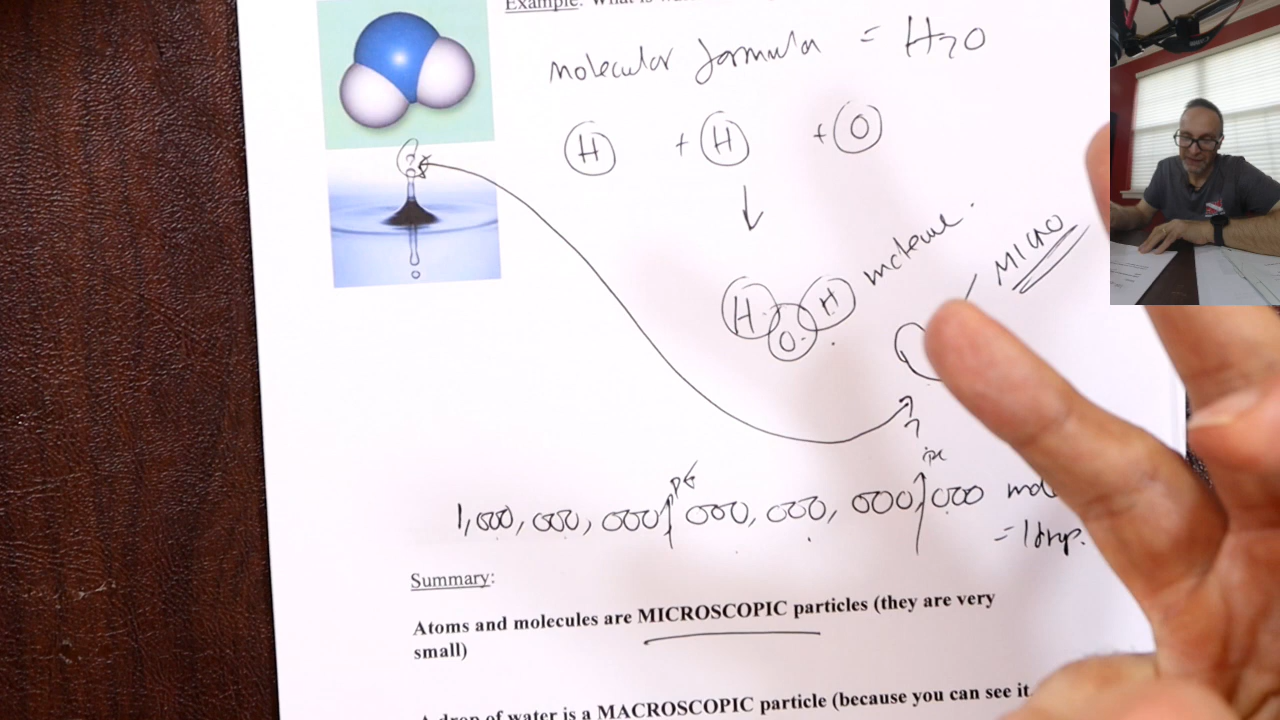 Example: What is
molecular formula = H2O
H + H + O
H O H molecule.
MICRO
1,000,000,000 000,000,000,000
= 1 drop.
Summary:
Atoms and molecules are MICROSCOPIC particles (they are very
small)
A drop of water is a MACROSCOPIC particle (because you can see it